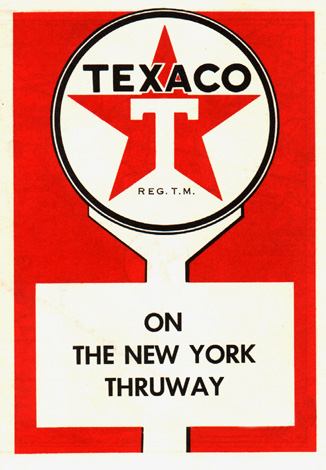 TEXACO
T
REG. T.M.
ON
THE NEW YORK
THRUWAY